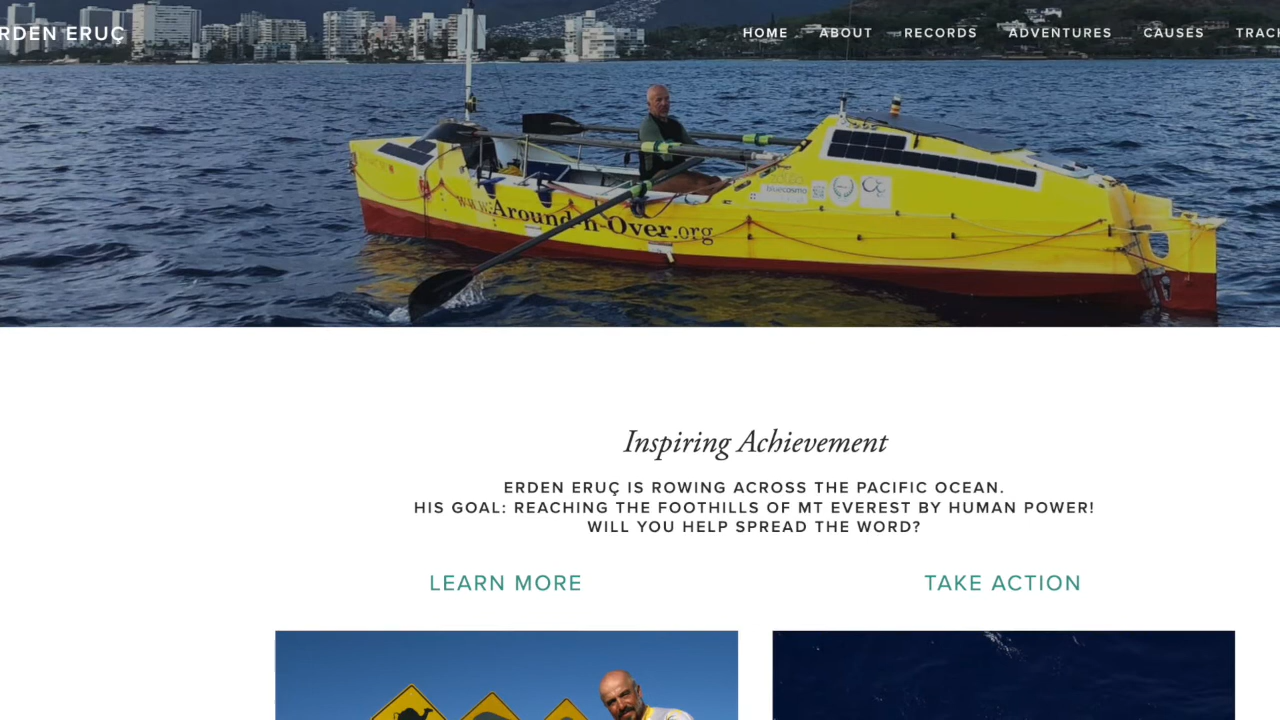 RDEN ERUÇ
HOME ABOUT RECORDS ADVENTURES CAUSES TRACK
bluecosmo
www.Around-n-Over.org
Inspiring Achievement
ERDEN ERUÇ IS ROWING ACROSS THE PACIFIC OCEAN.
HIS GOAL: REACHING THE FOOTHILLS OF MT EVEREST BY HUMAN POWER!
WILL YOU HELP SPREAD THE WORD?
LEARN MORE
TAKE ACTION